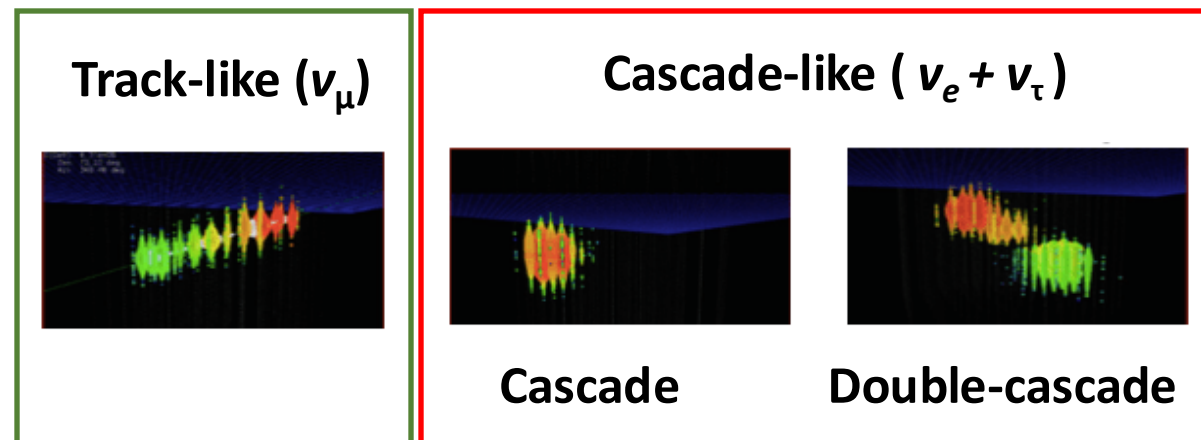 Track-like (νμ)
Cascade-like ( νe + ντ )
Cascade
Double-cascade